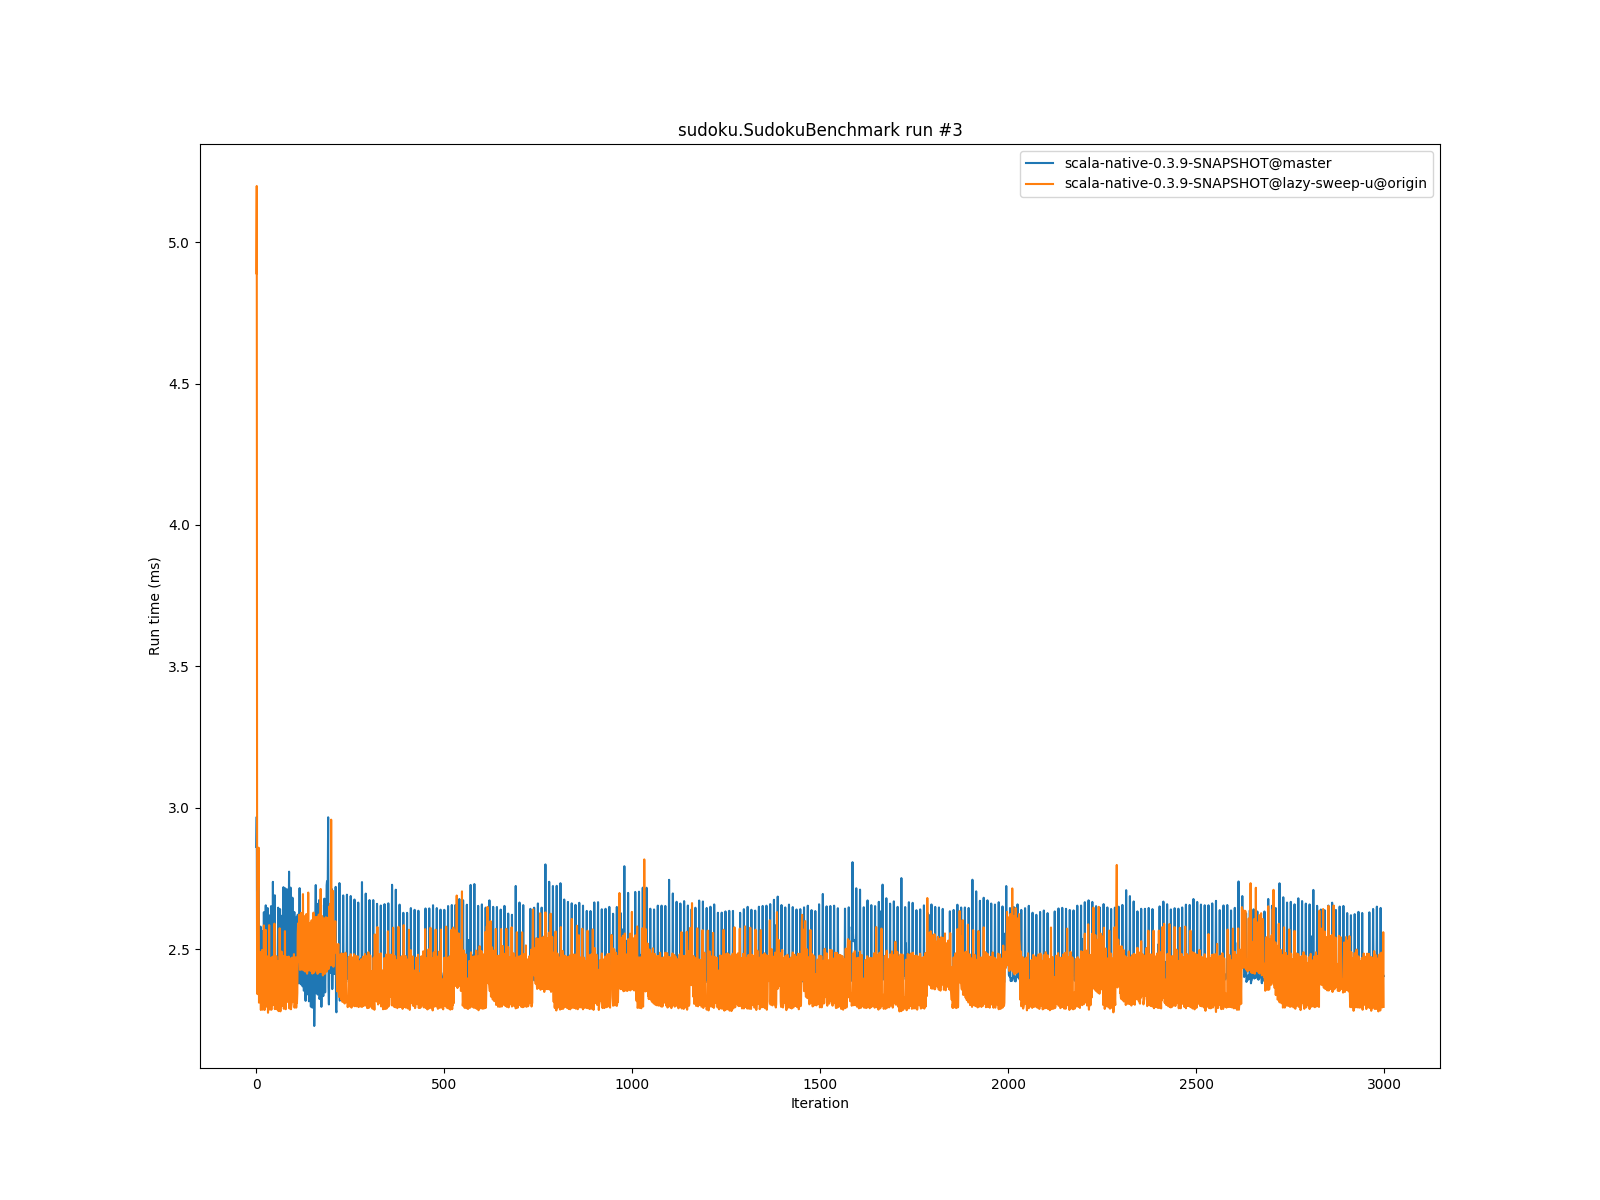 sudoku.SudokuBenchmark run #3
scala-native-0.3.9-SNAPSHOT@master
scala-native-0.3.9-SNAPSHOT@lazy-sweep-u@origin
5.0
4.5
4.0
3.5
3.0
2.5
Run time (ms)
0 500 1000 1500 2000 2500 3000
Iteration